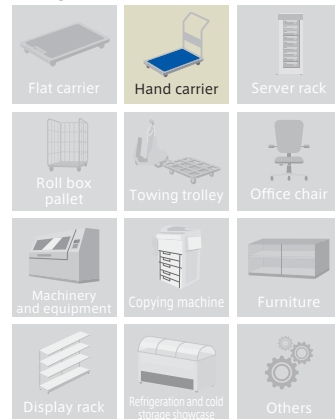 Flat carrier
Hand carrier
Server rack
Roll box
pallet
Towing trolley
Office chair
Machinery
and equipment
Copying machine
Furniture
Display rack
Refrigeration and cold
storage showcase
Others